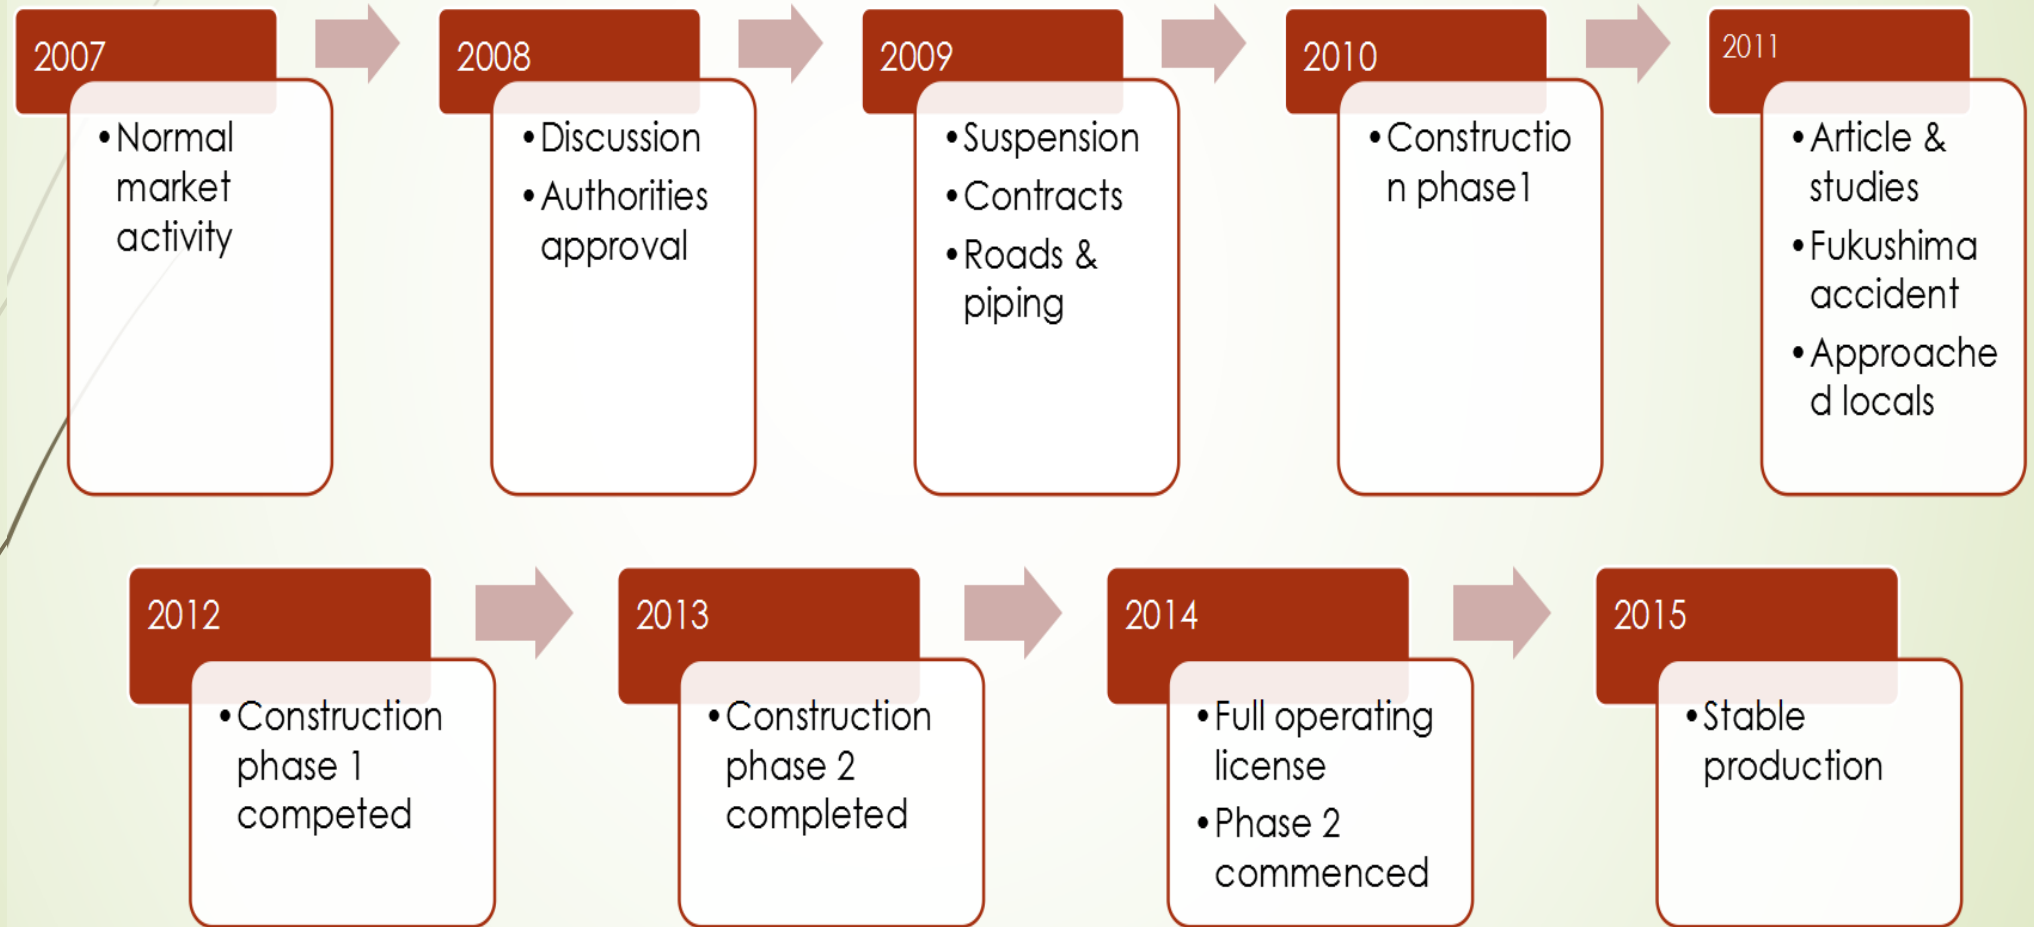 2007
•Normal
market
activity
2008
•Discussion
•Authorities
approval
2009
•Suspension
•Contracts
•Roads &
piping
2010
•Constructio
n phase1
2011
•Article &
studies
•Fukushima
accident
•Approache
d locals
2012
•Construction
phase 1
competed
2013
•Construction
phase 2
completed
2014
•Full operating
license
•Phase 2
commenced
2015
•Stable
production